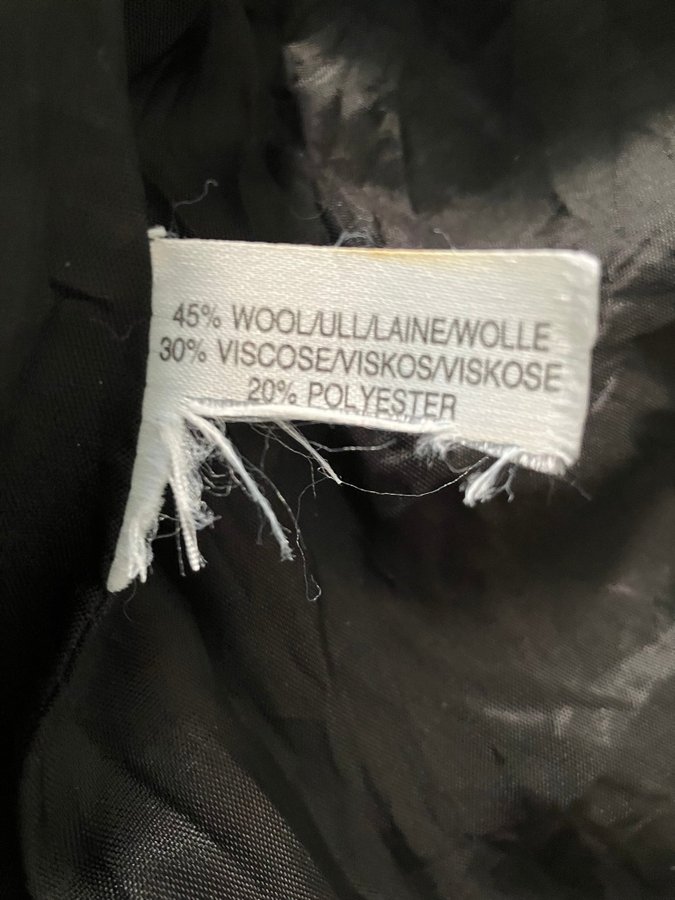 45% WOOL/ULL/LAINE/WOLLE
30% VISCOSE/VISKOS/VISKOSE
20% POLYESTER